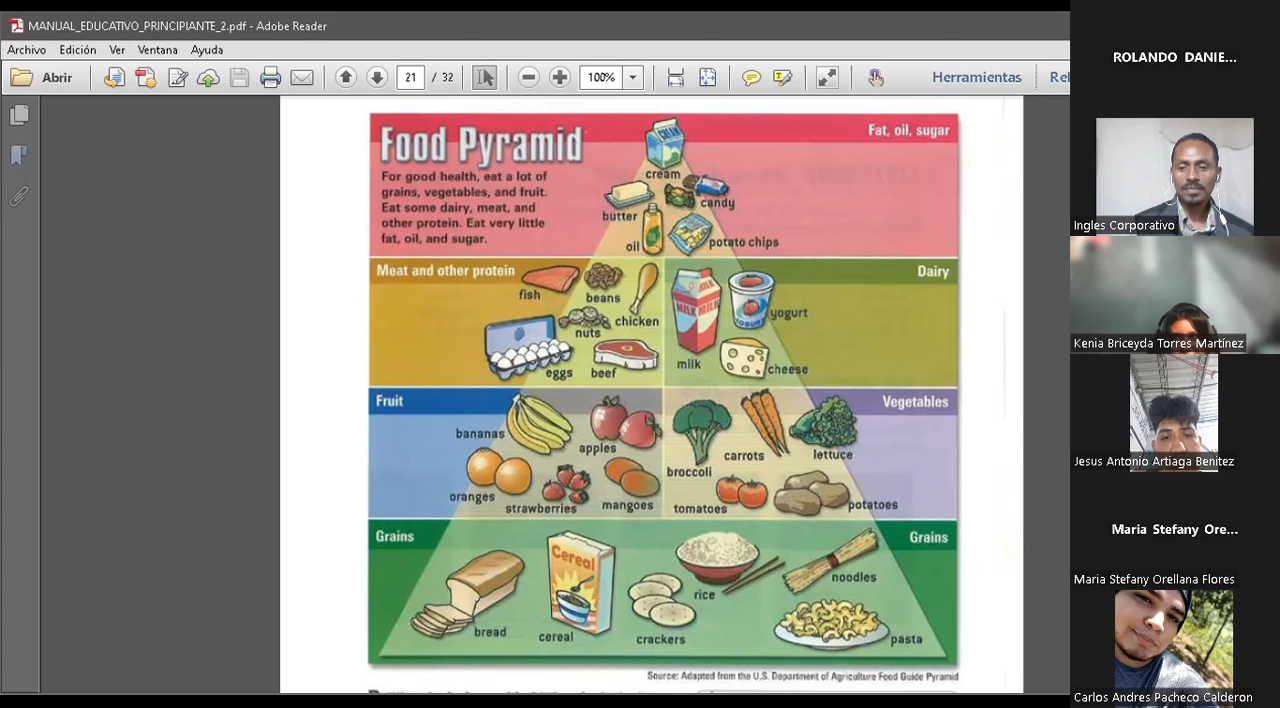 MANUAL_EDUCATIVO_PRINCIPIANTE_2.pdf - Adobe Reader
Archivo Edición Ver Ventana Ayuda
Abrir 21 / 32 100% Herramientas
Food Pyramid
For good health, eat a lot of
grains, vegetables, and fruit.
Eat some dairy, meat, and
other protein. Eat very little
fat, oil, and sugar.
Fat, oil, sugar
CREAM
cream
butter
candy
oil
potato chips
Meat and other protein
fish
beans
chicken
nuts
eggs
beef
Dairy
MILK
YOGURT
yogurt
milk
cheese
Fruit
bananas
apples
oranges
strawberries
mangoes
Vegetables
broccoli
carrots
lettuce
tomatoes
potatoes
Grains
Grains
bread
Cereal
cereal
crackers
rice
noodles
pasta
Source: Adapted from the U.S. Department of Agriculture Food Guide Pyramid
ROLANDO DANIE...
Ingles Corporativo
Kenia Briceyda Torres Martínez
Jesus Antonio Artiaga Benitez
Maria Stefany Ore...
Maria Stefany Orellana Flores
Carlos Andres Pacheco Calderon